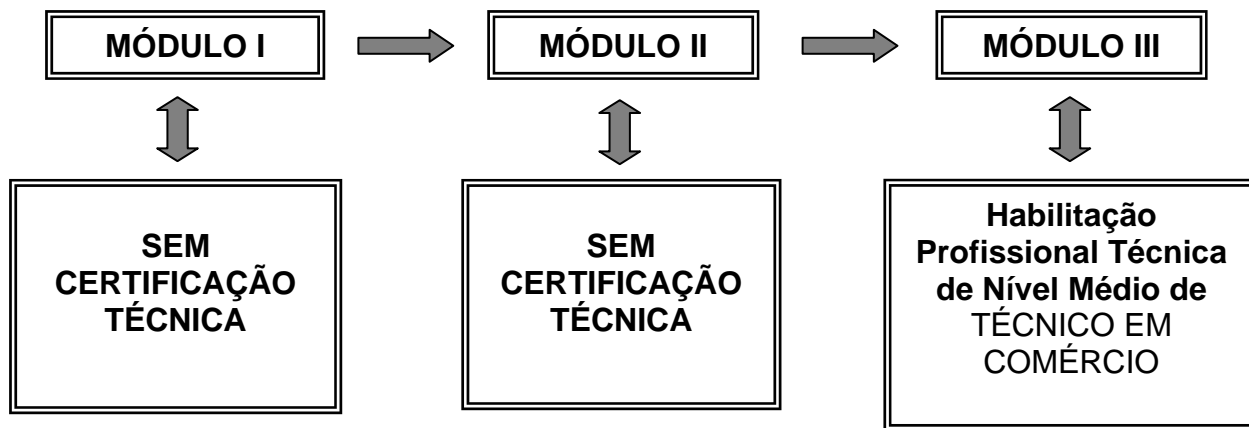 MÓDULO I
MÓDULO II
MÓDULO III
SEM
CERTIFICAÇÃO
TÉCNICA
SEM
CERTIFICAÇÃO
TÉCNICA
Habilitação
Profissional Técnica
de Nível Médio de
TÉCNICO EM
COMÉRCIO